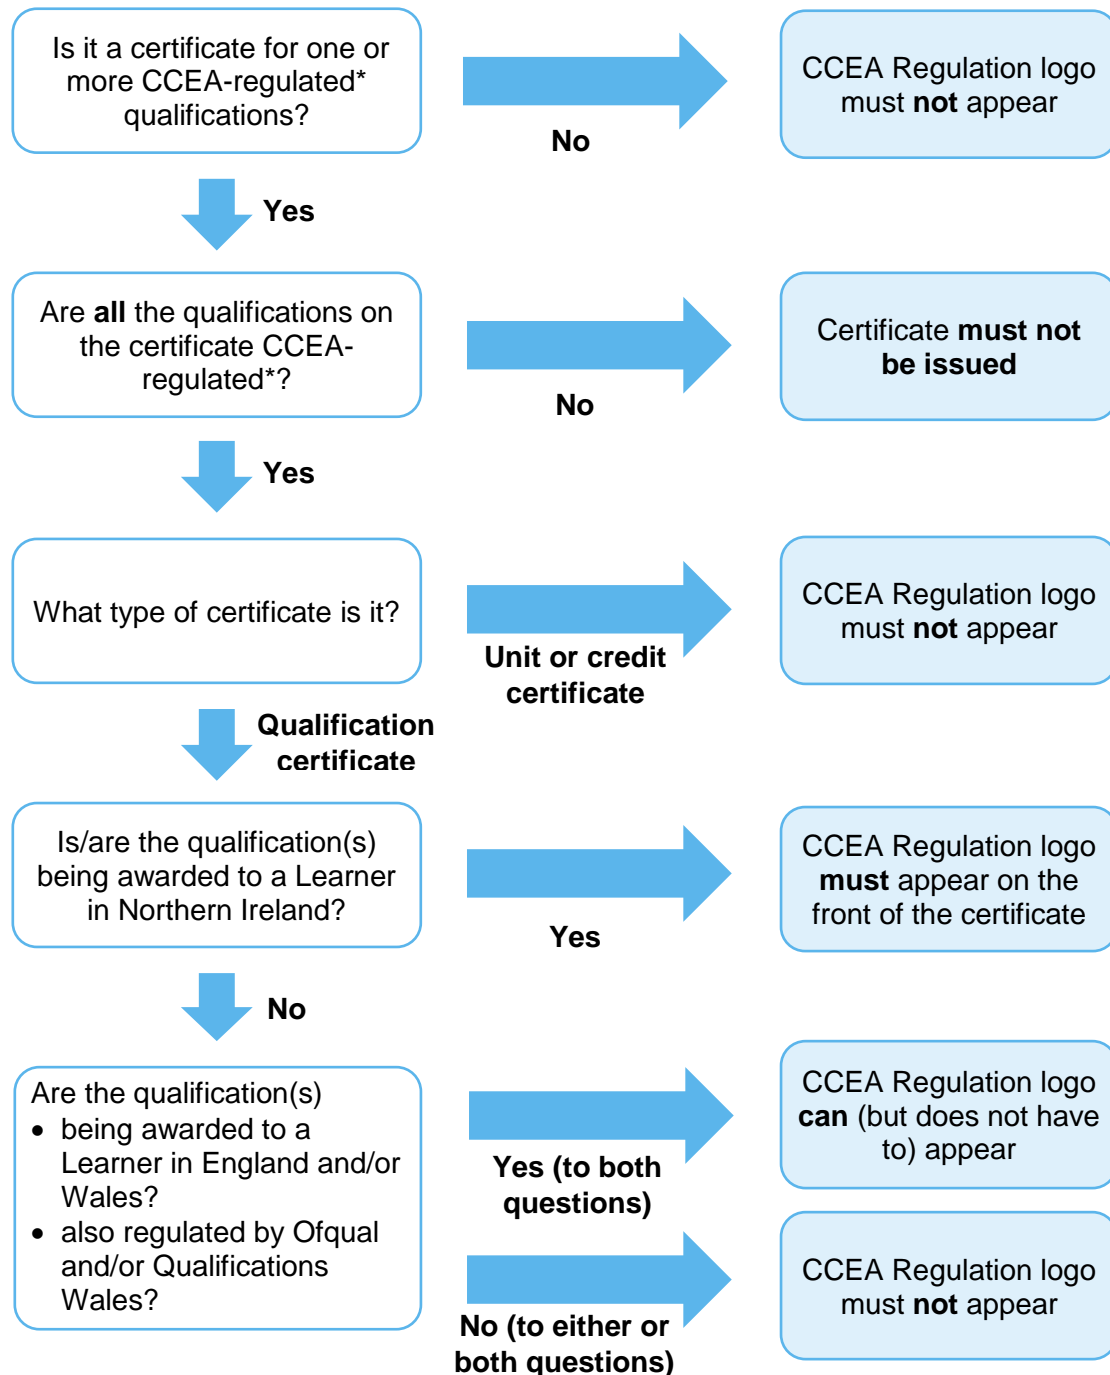 Is it a certificate for one or
more CCEA-regulated*
qualifications?
No
CCEA Regulation logo
must not appear
Yes
Are all the qualifications on
the certificate CCEA-
regulated*?
No
Certificate must not
be issued
Yes
What type of certificate is it?
Unit or credit
certificate
CCEA Regulation logo
must not appear
Qualification
certificate
Is/are the qualification(s)
being awarded to a Learner
in Northern Ireland?
Yes
CCEA Regulation logo
must appear on the
front of the certificate
No
Are the qualification(s)
• being awarded to a
Learner in England and/or
Wales?
• also regulated by Ofqual
and/or Qualifications
Wales?
Yes (to both
questions)
CCEA Regulation logo
can (but does not have
to) appear
No (to either or
both questions)
CCEA Regulation logo
must not appear